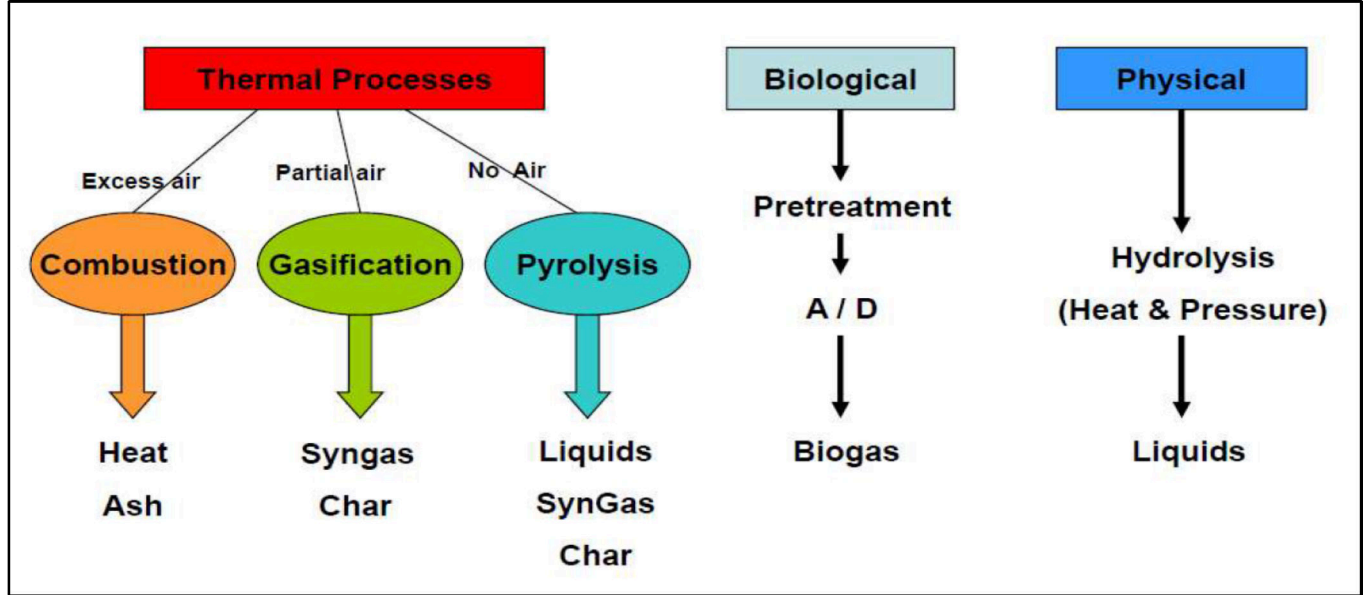 Thermal Processes
Excess air
Partial air
No Air
Combustion
Gasification
Pyrolysis
Heat
Ash
Syngas
Char
Liquids
SynGas
Char
Biological
Pretreatment
A / D
Biogas
Physical
Hydrolysis
(Heat & Pressure)
Liquids